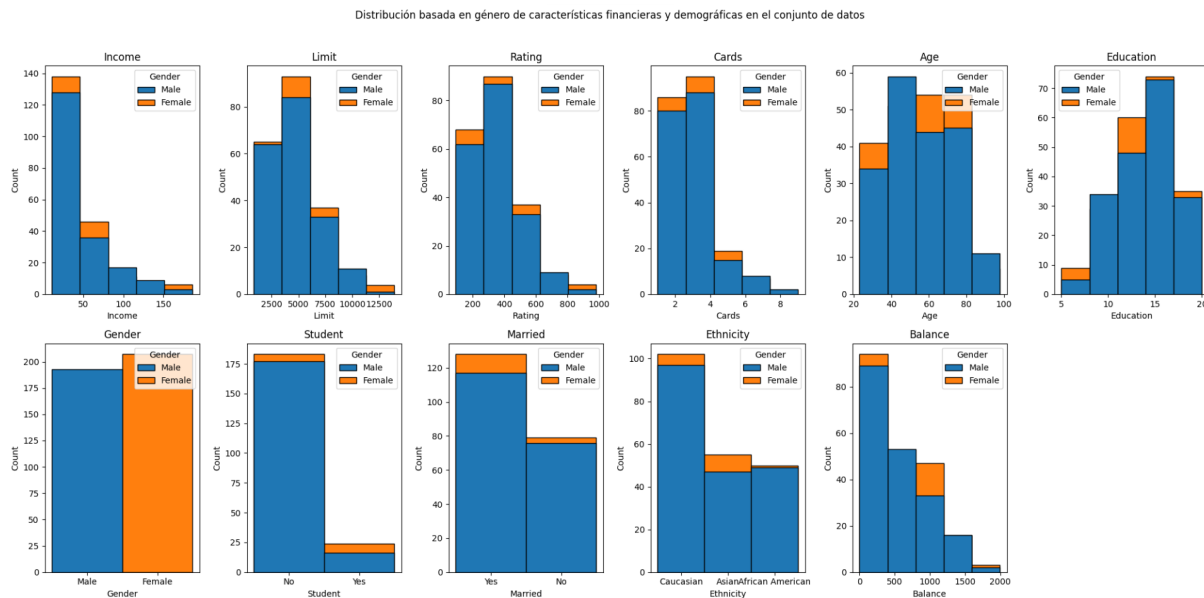 Distribución basada en género de características financieras y demográficas en el conjunto de datos
Income
Gender
Male
Female
Count
0
20
40
60
80
100
120
140
50
100
150
Income
Limit
Gender
Male
Female
Count
0
20
40
60
80
2500
5000
7500
10000
12500
Limit
Rating
Gender
Male
Female
Count
0
20
40
60
80
200
400
600
800
1000
Rating
Cards
Gender
Male
Female
Count
0
20
40
60
80
2
4
6
8
Cards
Age
Gender
Male
Female
Count
0
10
20
30
40
50
60
20
40
60
80
100
Age
Education
Gender
Male
Female
Count
0
10
20
30
40
50
60
70
5
10
15
20
Education
Gender
Gender
Male
Female
Count
0
25
50
75
100
125
150
175
200
Male
Female
Gender
Student
Gender
Male
Female
Count
0
25
50
75
100
125
150
175
No
Yes
Student
Married
Gender
Male
Female
Count
0
20
40
60
80
100
120
Yes
No
Married
Ethnicity
Gender
Male
Female
Count
0
20
40
60
80
100
Caucasian
Asian
African American
Ethnicity
Balance
Gender
Male
Female
Count
0
20
40
60
80
0
500
1000
1500
2000
Balance